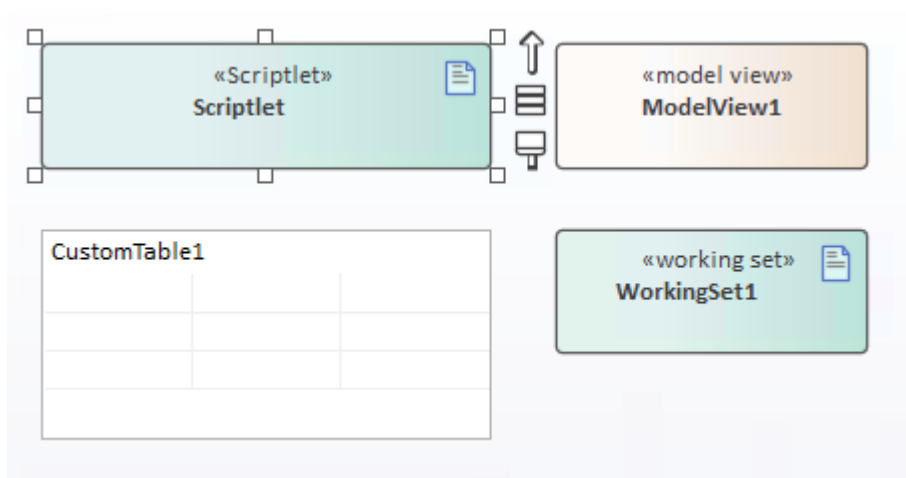 «Scriptlet»
Scriptlet
«model view»
ModelView1
CustomTable1
«working set»
WorkingSet1